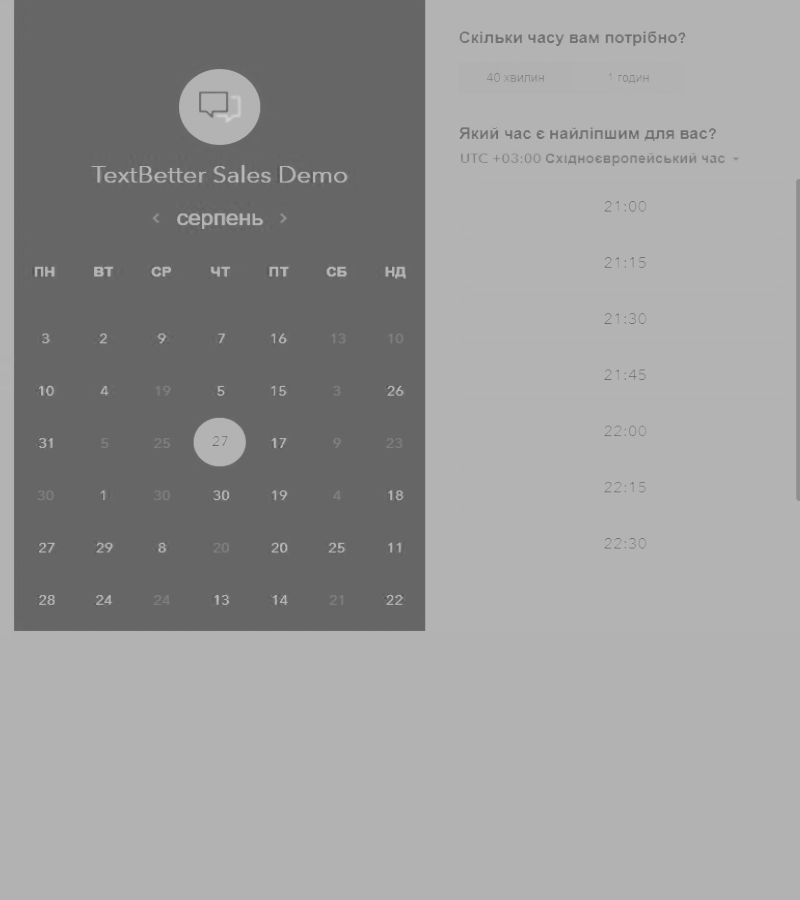 TextBetter Sales Demo
серпень
ПН ВТ СР ЧТ ПТ СБ НД
3 2 9 7 16 13 10
10 4 19 5 15 3 26
31 5 25 27 17 9 23
30 1 30 30 19 4 18
27 29 8 20 20 25 11
28 24 24 13 14 21 22
Скільки часу вам потрібно?
40 хвилин 1 годин
Який час є найліпшим для вас?
UTC +03:00 Східноєвропейський час
21:00
21:15
21:30
21:45
22:00
22:15
22:30